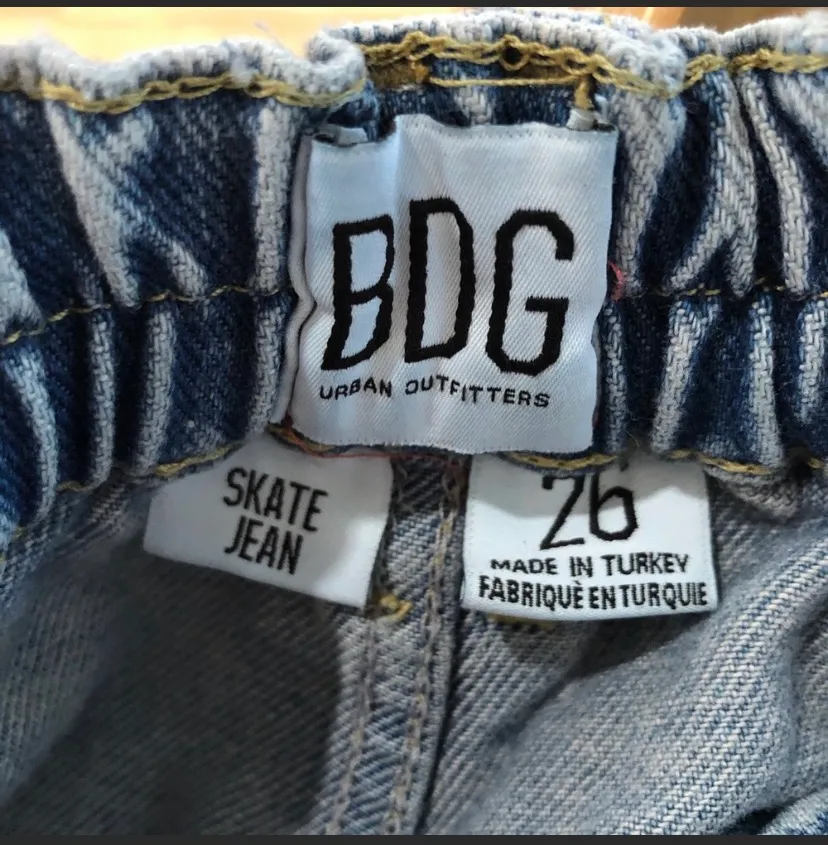 BDG
URBAN OUTFITTERS
SKATE
JEAN
26
MADE IN TURKEY
FABRIQUÈ EN TURQUIE